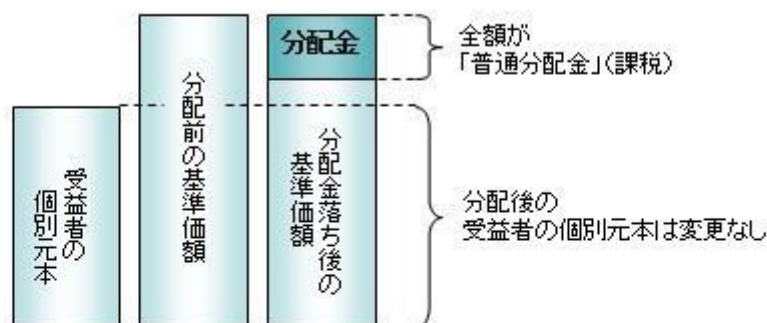 受益者の
個別元本
分配前の基準価額
分配金
分配金落ち後の
基準価額
全額が
「普通分配金」(課税)
分配後の
受益者の個別元本は変更なし